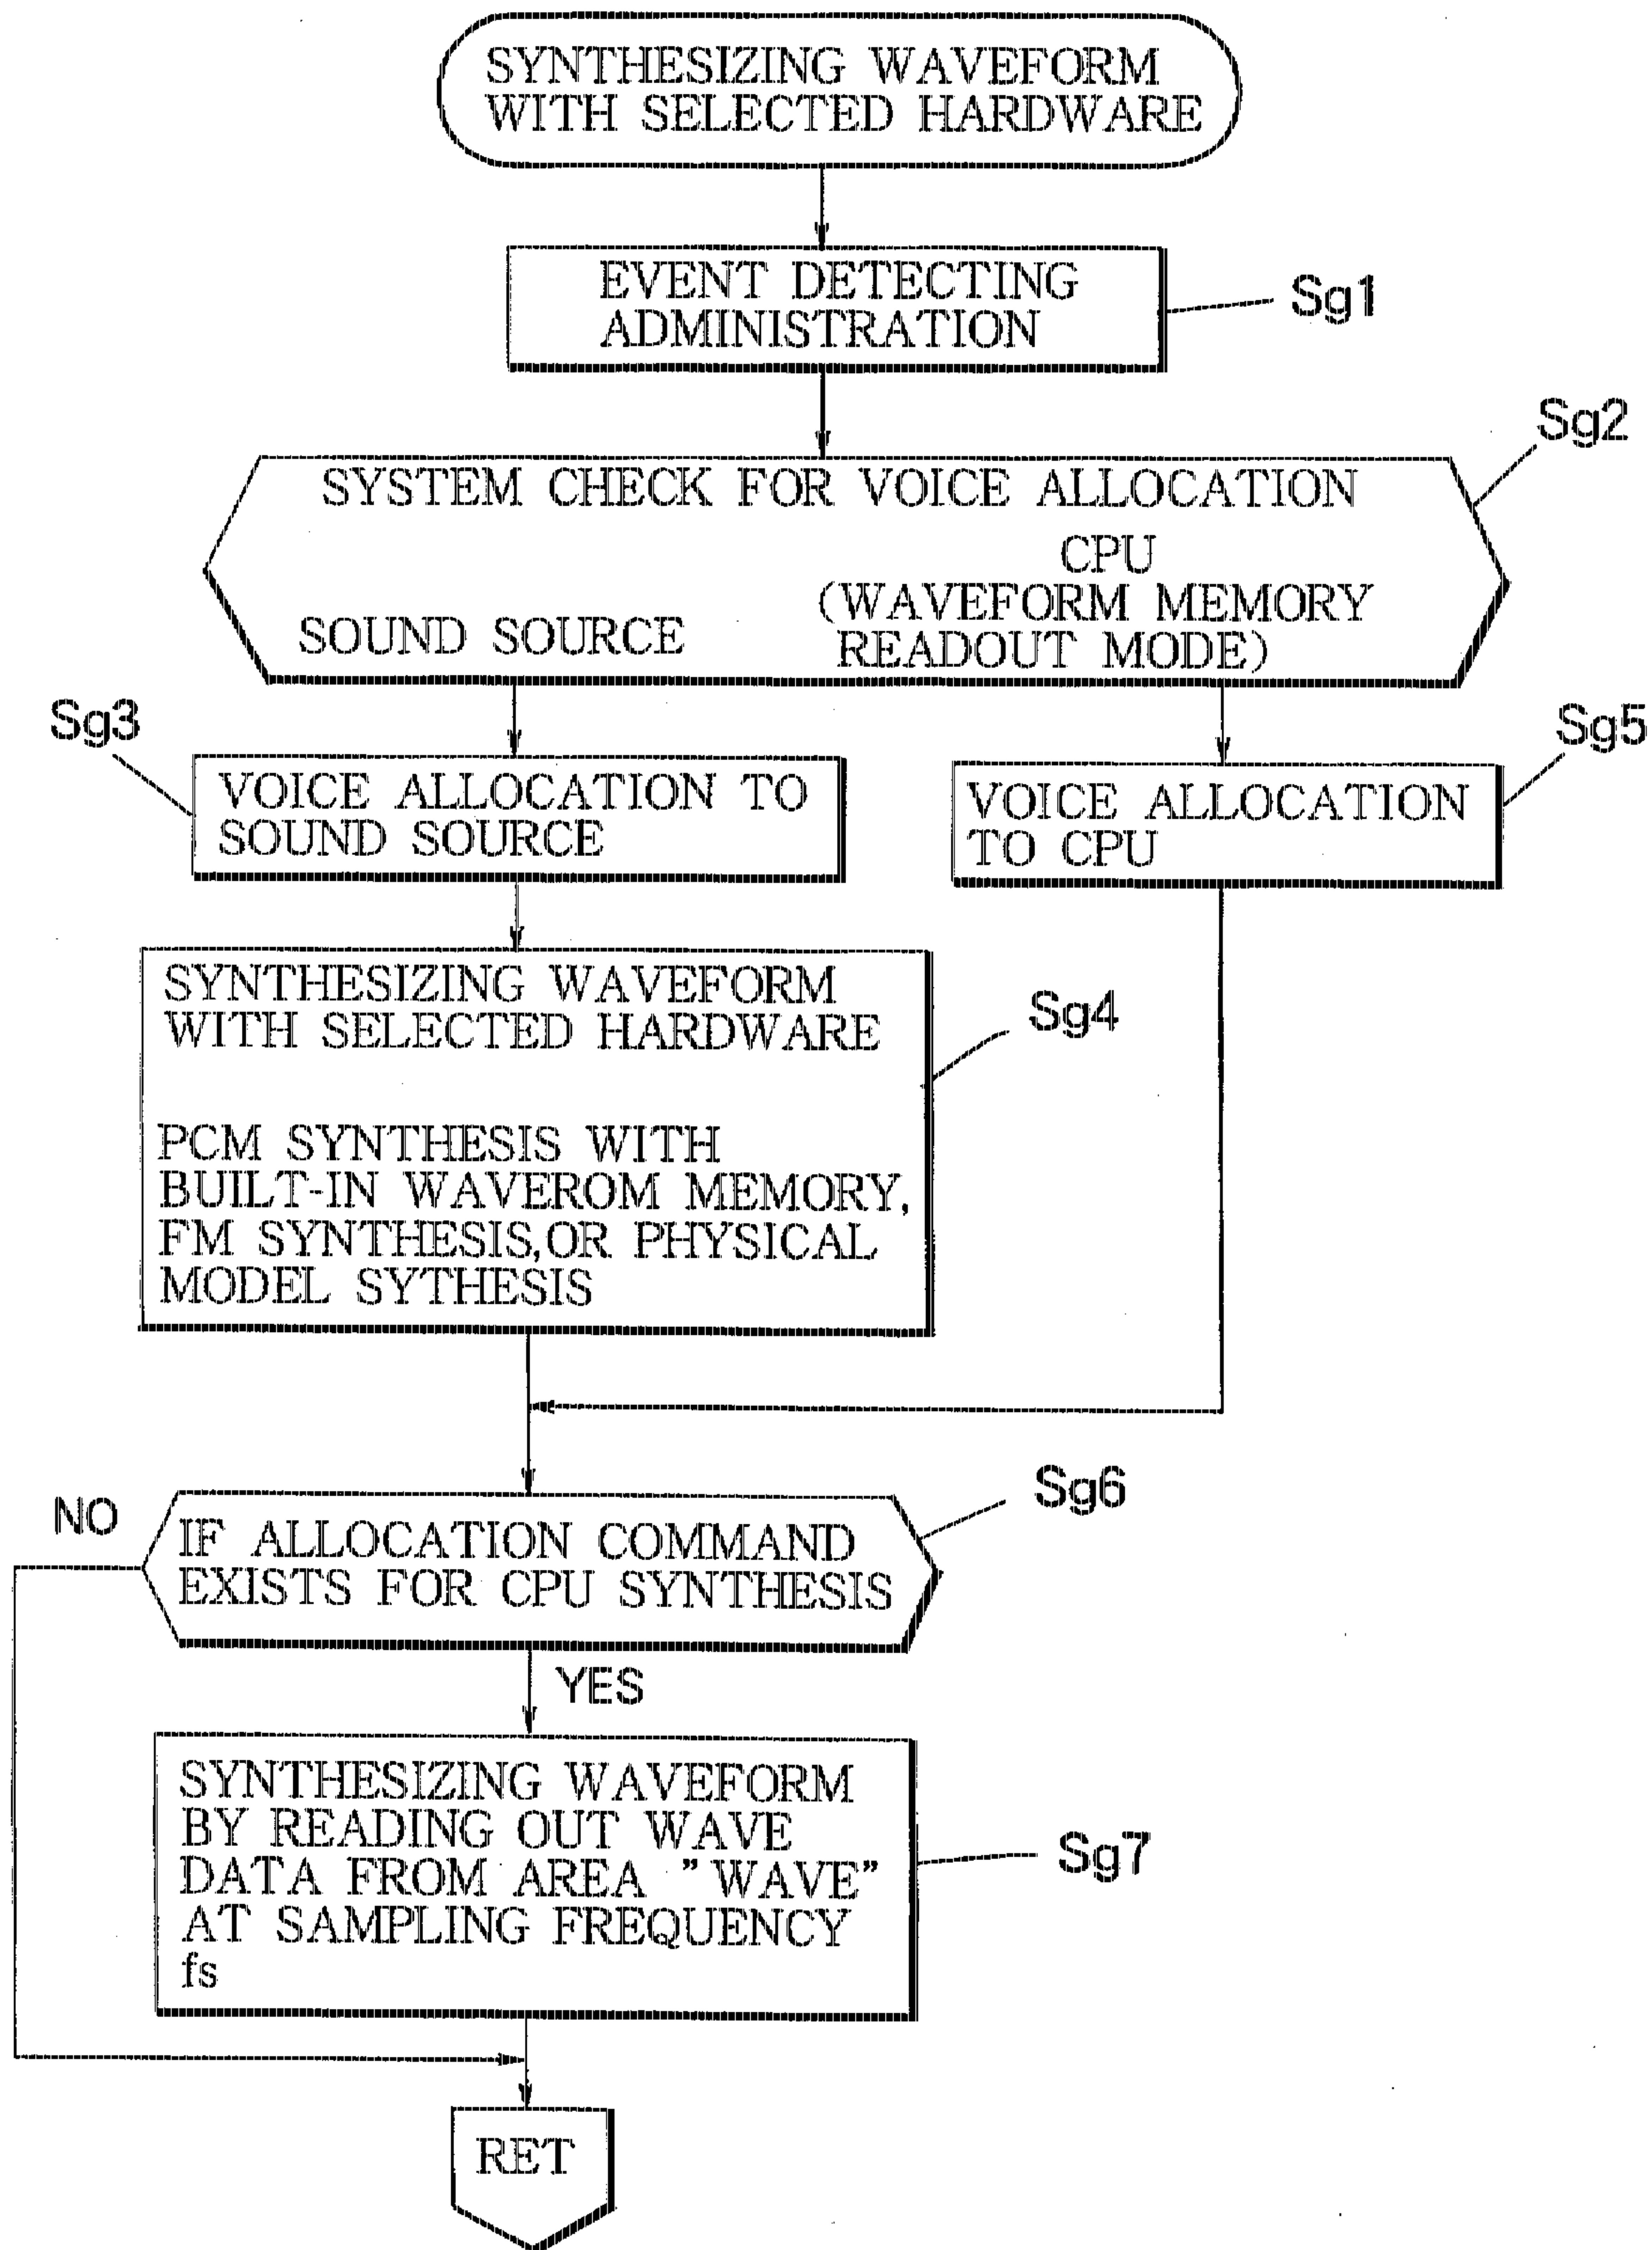 SYNTHESIZING WAVEFORM
WITH SELECTED HARDWARE
EVENT DETECTING
ADMINISTRATION
Sg1
Sg2
SYSTEM CHECK FOR VOICE ALLOCATION
CPU
(WAVEFORM MEMORY
SOUND SOURCE
READOUT MODE)
Sg3
Sg5
VOICE ALLOCATION TO
SOUND SOURCE
VOICE ALLOCATION
TO CPU
SYNTHESIZING WAVEFORM
WITH SELECTED HARDWARE
Sg4
PCM SYNTHESIS WITH
BUILT-IN WAVEROM MEMORY,
FM SYNTHESIS,OR PHYSICAL
MODEL SYTHESIS
Sg6
NO
IF ALLOCATION COMMAND
EXISTS FOR CPU SYNTHESIS
YES
SYNTHESIZING WAVEFORM
BY READING OUT WAVE
DATA FROM AREA "WAVE"
AT SAMPLING FREQUENCY
fs
Sg7
RET